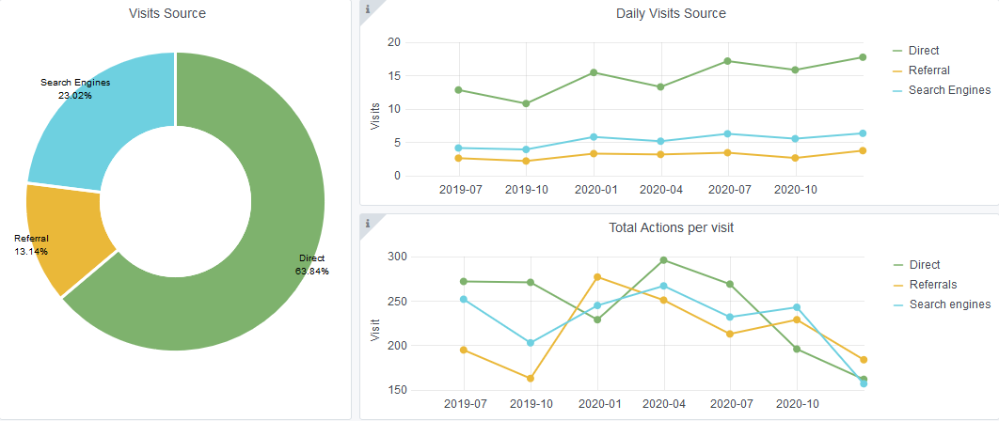 Visits Source
Search Engines
23.02%
Referral
13.14%
Direct
63.84%
i
Daily Visits Source
20
15
10
5
0
Visits
2019-07 2019-10 2020-01 2020-04 2020-07 2020-10
Direct
Referral
Search Engines
i
Total Actions per visit
300
250
200
150
Visit
2019-07 2019-10 2020-01 2020-04 2020-07 2020-10
Direct
Referrals
Search engines